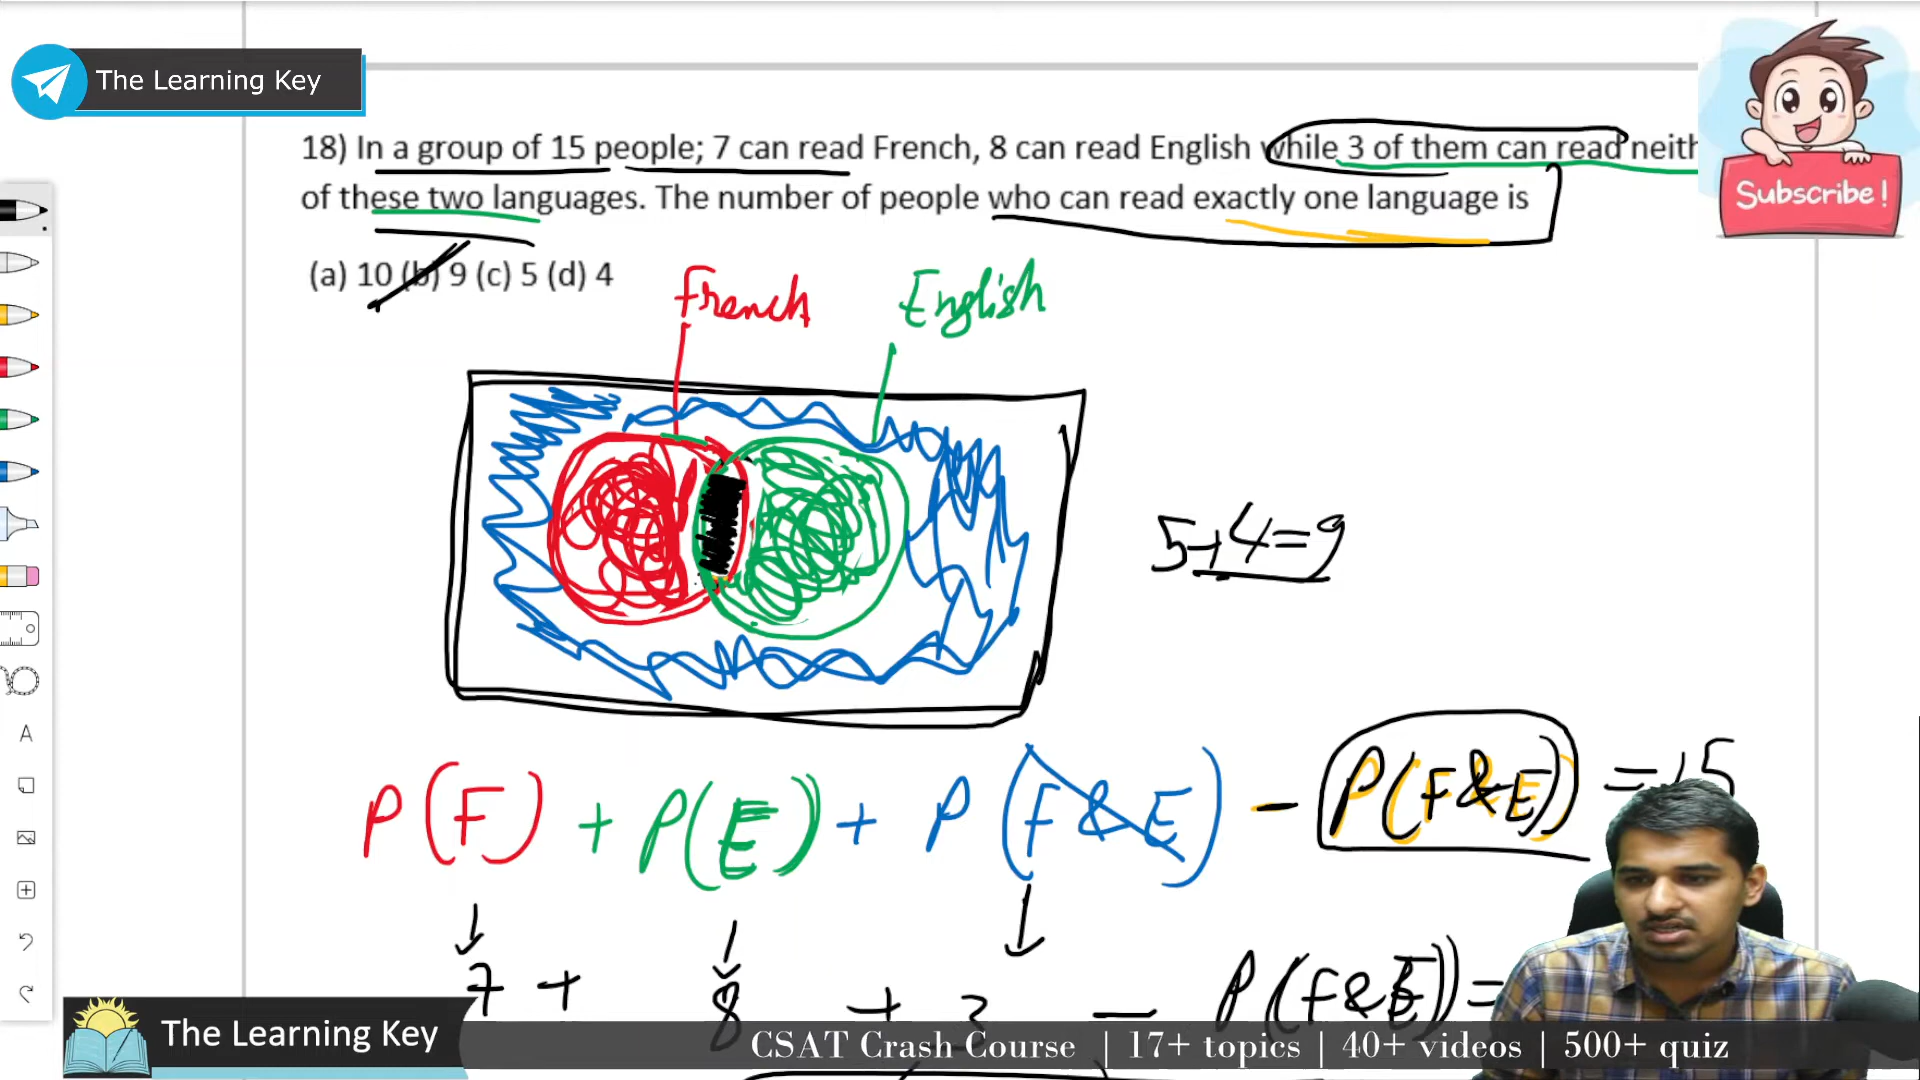 The Learning Key
18) In a group of 15 people; 7 can read French, 8 can read English while 3 of them can read neith
of these two languages. The number of people who can read exactly one language is
Subscribe!
(a) 10 (b) 9 (c) 5 (d) 4
French English
5+4=9
P(F) + P(E) + P(F & E) - P(F&E) = 15
7 + 8 + 3 - P(F&E) =
A
The Learning Key
CSAT Crash Course | 17+ topics | 40+ videos | 500+ quiz